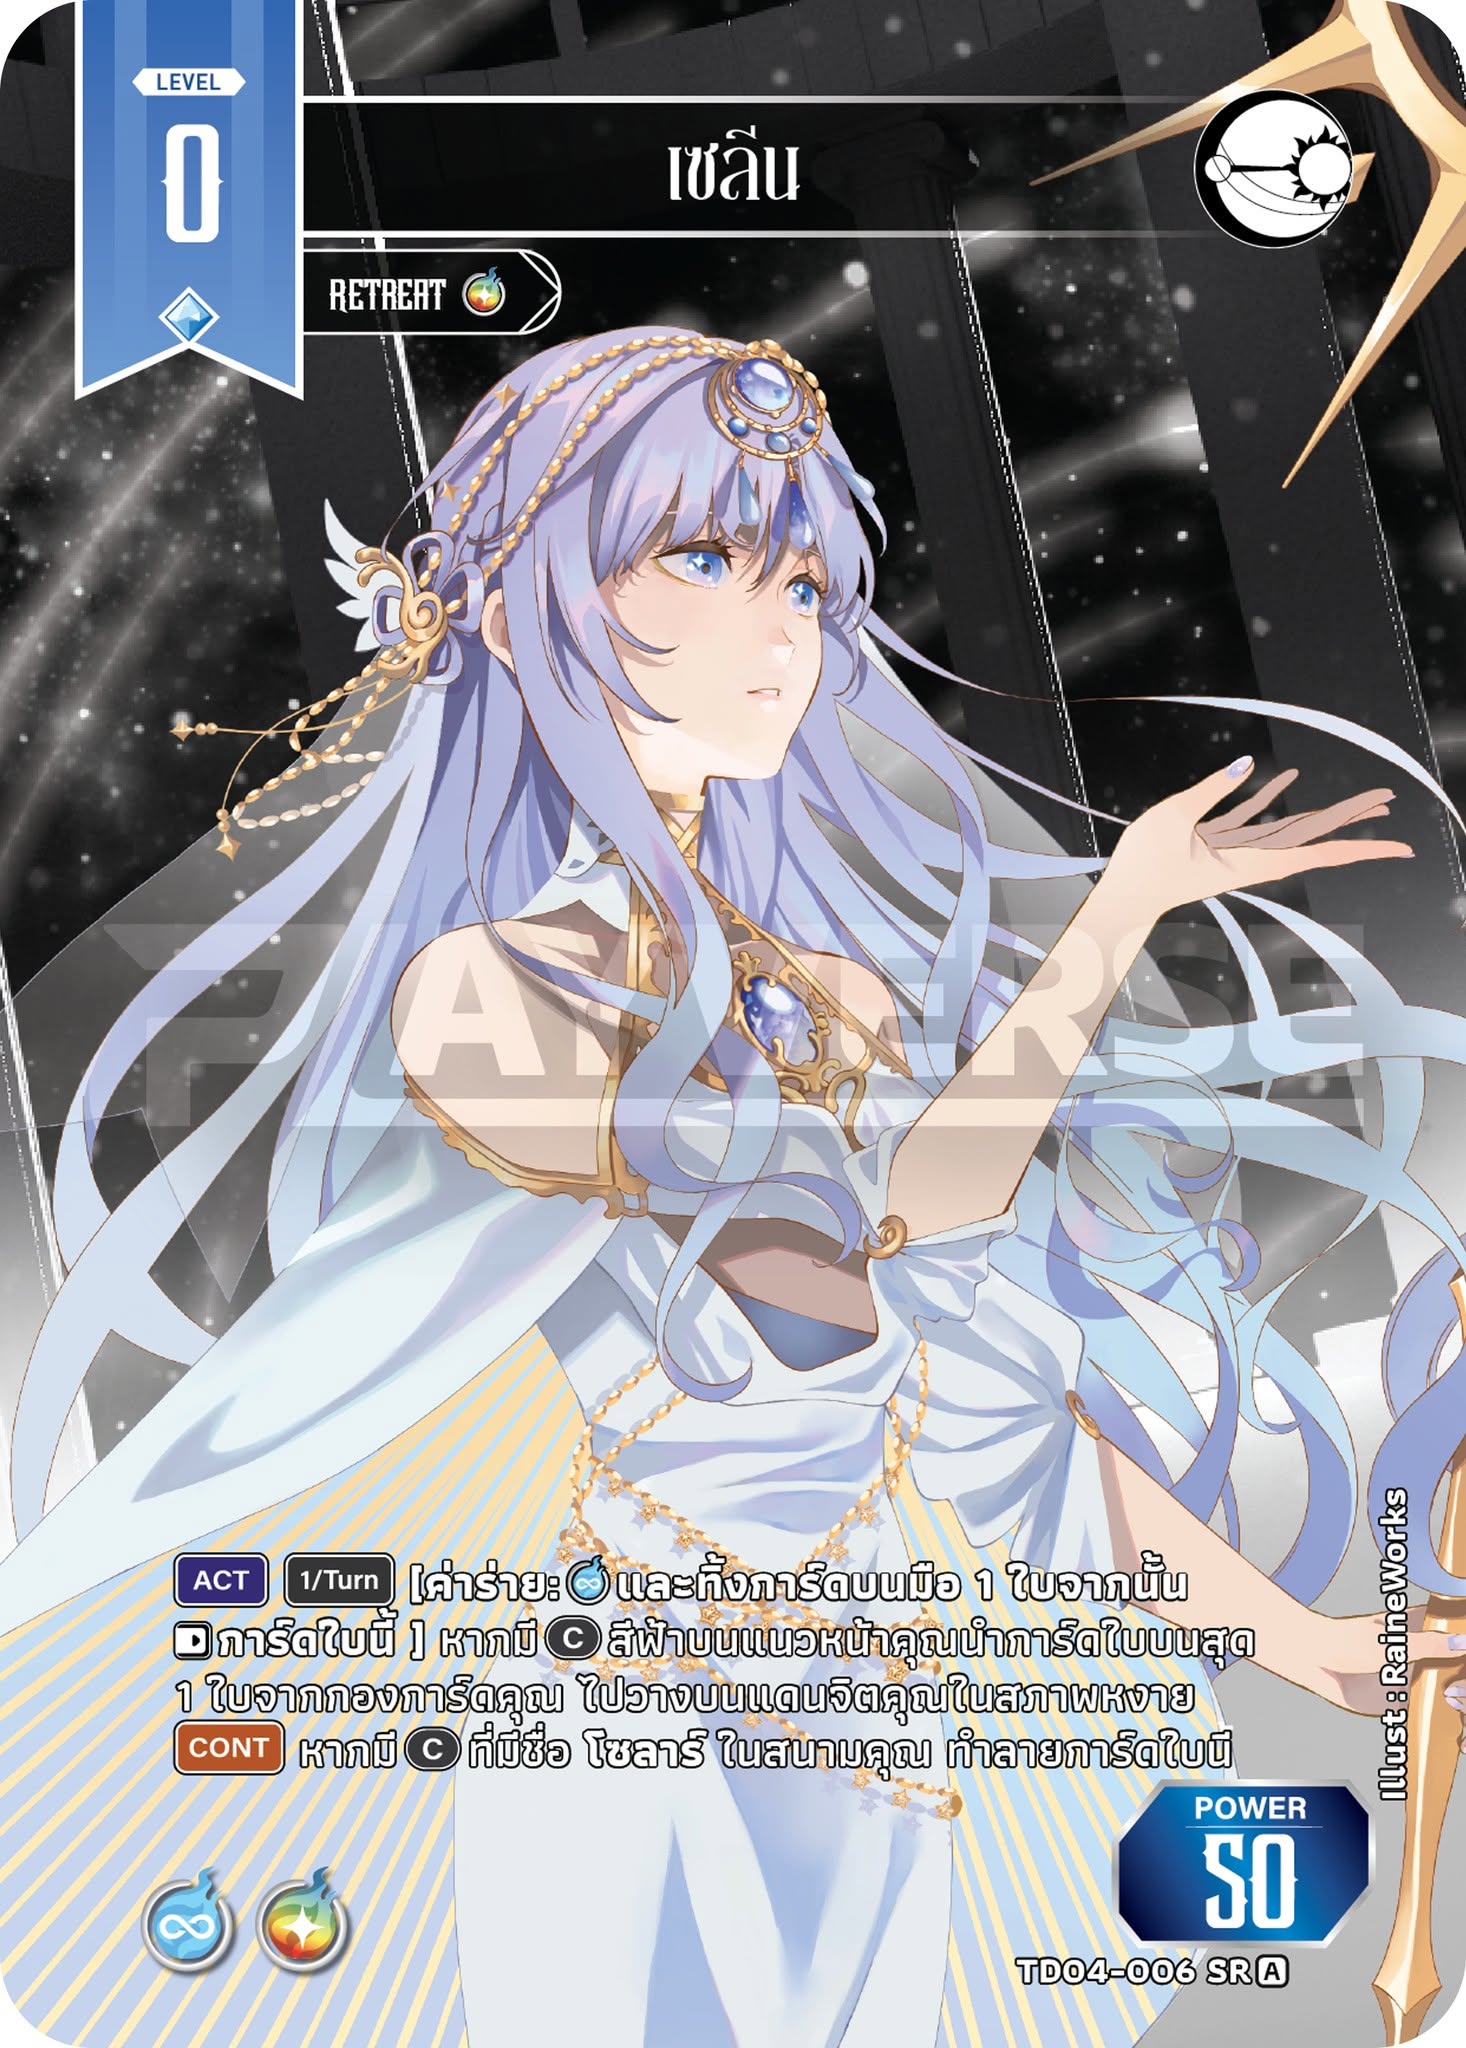 LEVEL
0
เซลีน
RETREAT
PLAYVERSE
ACT 1/Turn [ค่าร่าย: และทิ้งการ์ดบนมือ 1 ใบจากนั้น
การ์ดใบนี้ ] หากมี C สีฟ้าบนแนวหน้าคุณนำการ์ดใบบนสุด
1 ใบจากกองการ์ดคุณ ไปวางบนแดนจิตคุณในสภาพหงาย
CONT หากมี C ที่มีชื่อ โซลาร์ ในสนามคุณ ทำลายการ์ดใบนี้
Illust : RaineWorks
POWER
50
TD04-006 SR A